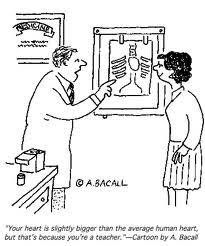 MEDICINE
© A.BACALL
"Your heart is slightly bigger than the average human heart,
but that's because you're a teacher."—Cartoon by A. Bacall